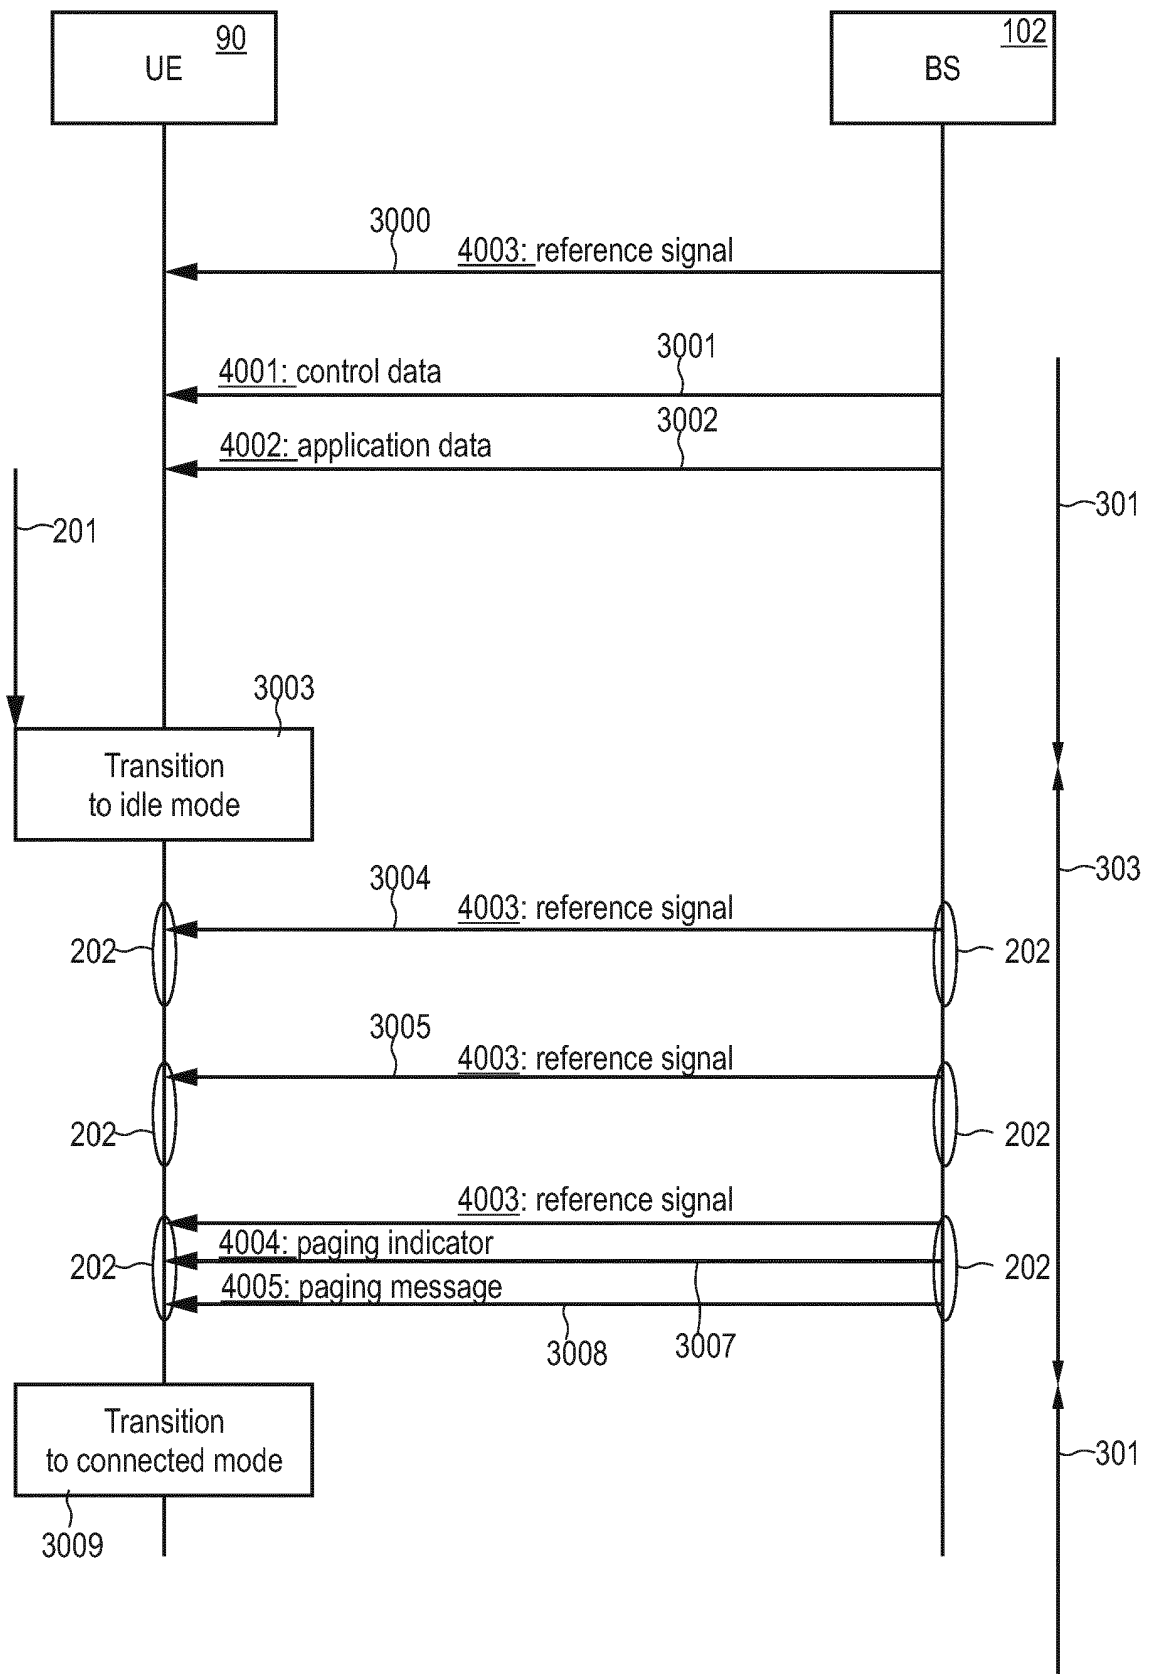 90
UE
102
BS
3000
4003: reference signal
3001
4001: control data
3002
4002: application data
301
201
3003
Transition
to idle mode
303
3004
4003: reference signal
202
202
3005
4003: reference signal
202
202
4003: reference signal
4004: paging indicator
202
202
4005: paging message
3007
3008
Transition
to connected mode
301
3009